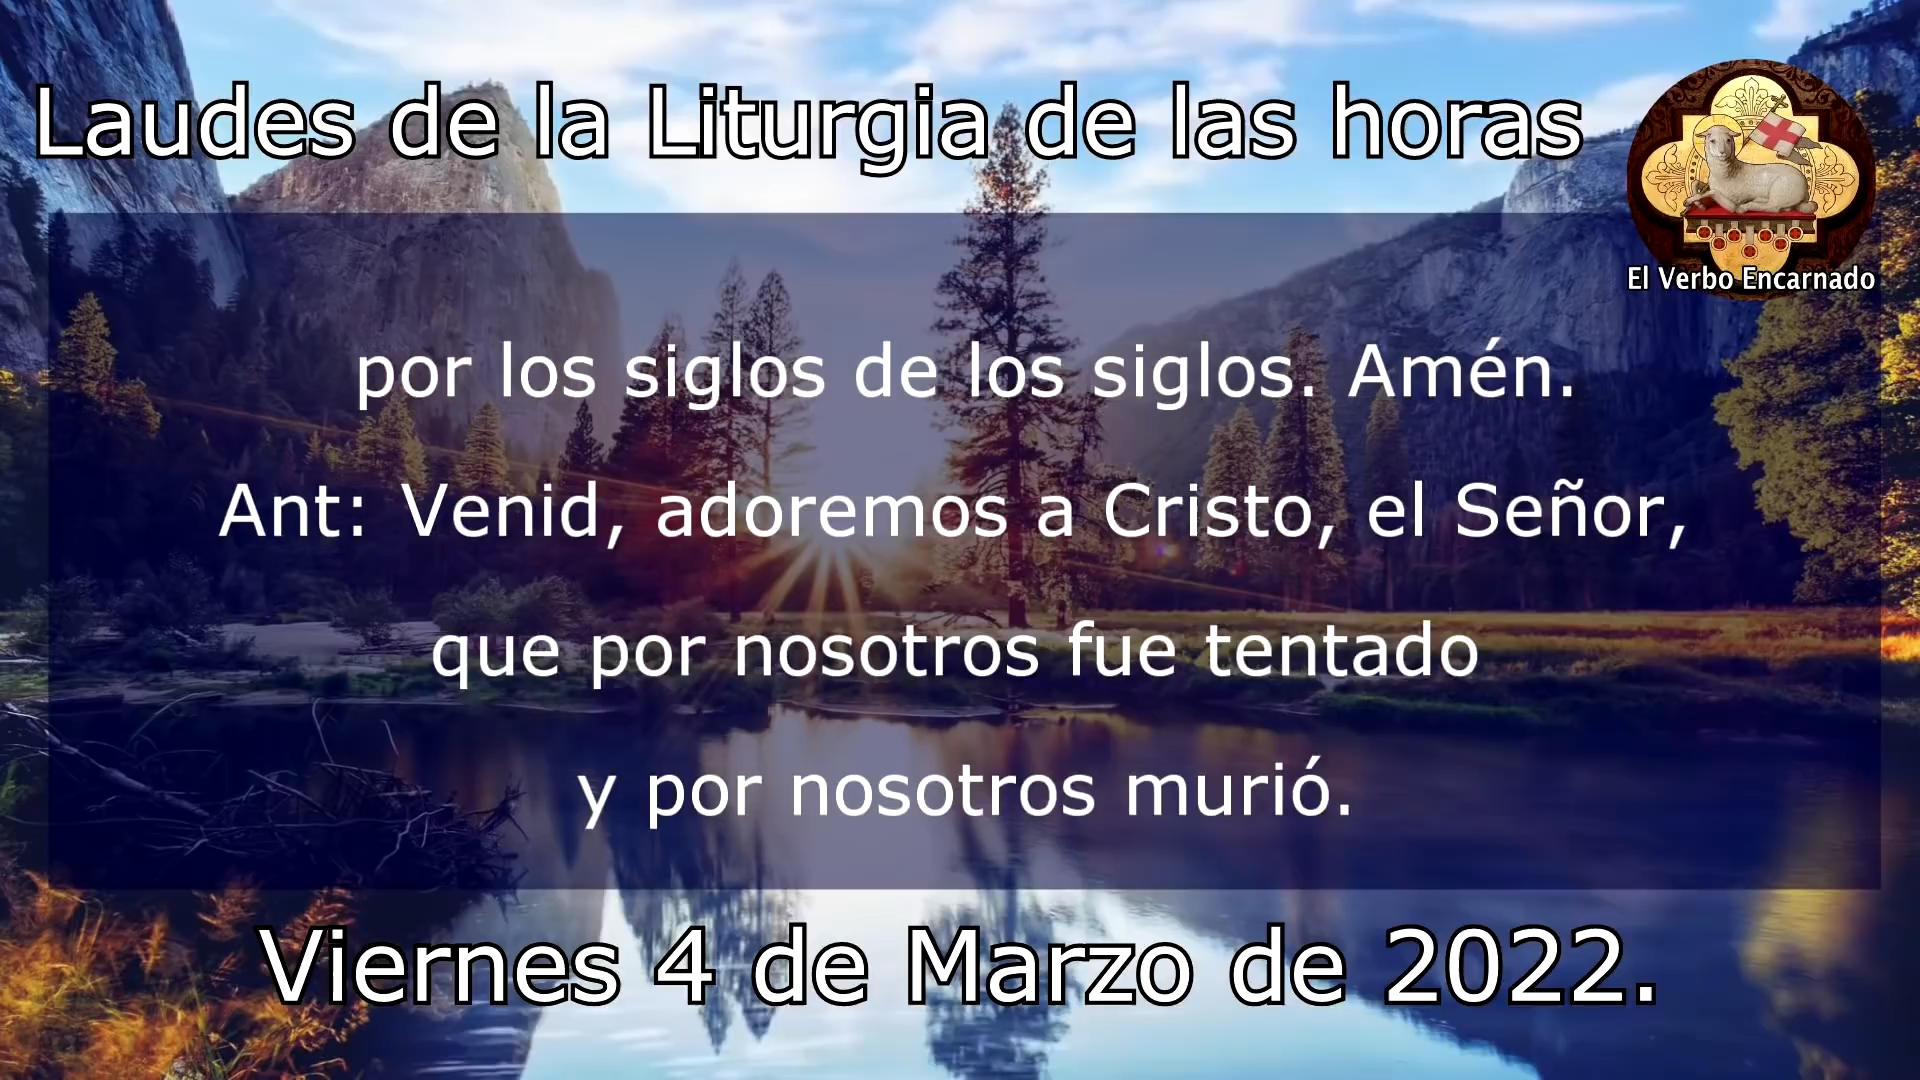 Laudes de la Liturgia de las horas
El Verbo Encarnado
por los siglos de los siglos. Amén.
Ant: Venid, adoremos a Cristo, el Señor,
que por nosotros fue tentado
y por nosotros murió.
Viernes 4 de Marzo de 2022.